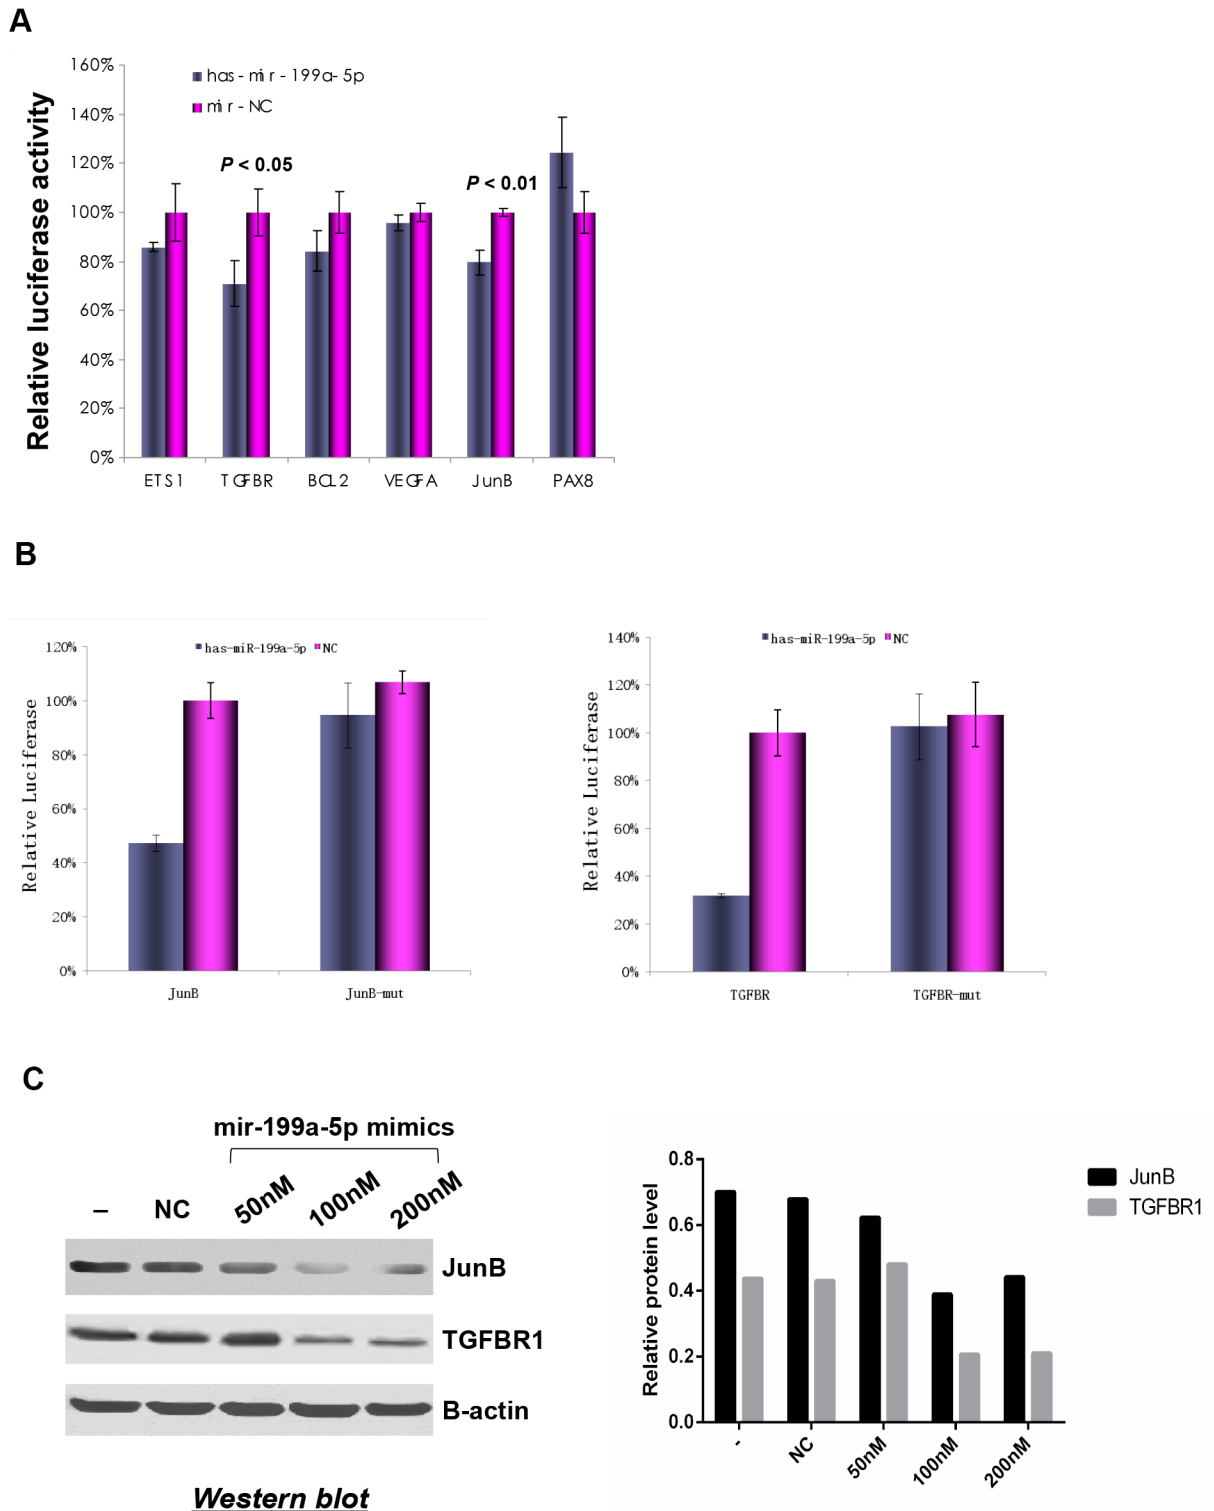 A
Relative luciferase activity
160%
140%
120%
100%
80%
60%
40%
20%
0%
has-mir-199a-5p
mir-NC
P < 0.05
P < 0.01
ETS1 TGFBR BCL2 VEGFA JunB PAX8
B
Relative Luciferase
120%
100%
80%
60%
40%
20%
0%
has-miR-199a-5p NC
JunB JunB-mut
Relative Luciferase
140%
120%
100%
80%
60%
40%
20%
0%
has-miR-199a-5p NC
TGFBR TGFBR-mut
C
mir-199a-5p mimics
– NC 50nM 100nM 200nM
JunB
TGFBR1
B-actin
Western blot
Relative protein level
0.8
0.6
0.4
0.2
0.0
JunB
TGFBR1
- NC 50nM 100nM 200nM